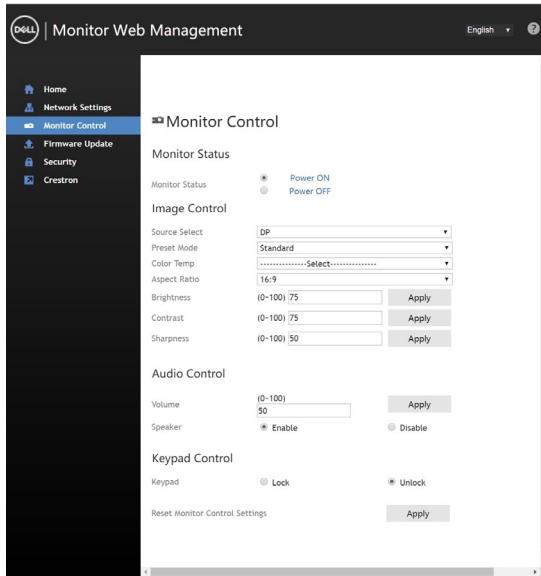 DELL | Monitor Web Management
English
?
Home
Network Settings
Monitor Control
Firmware Update
Security
Crestron
Monitor Control
Monitor Status
Monitor Status
Power ON
Power OFF
Image Control
Source Select DP
Preset Mode Standard
Color Temp ---------------Select---------------
Aspect Ratio 16:9
Brightness (0~100) 75 Apply
Contrast (0~100) 75 Apply
Sharpness (0~100) 50 Apply
Audio Control
(0~100)
Volume 50 Apply
Speaker Enable Disable
Keypad Control
Keypad Lock Unlock
Reset Monitor Control Settings Apply